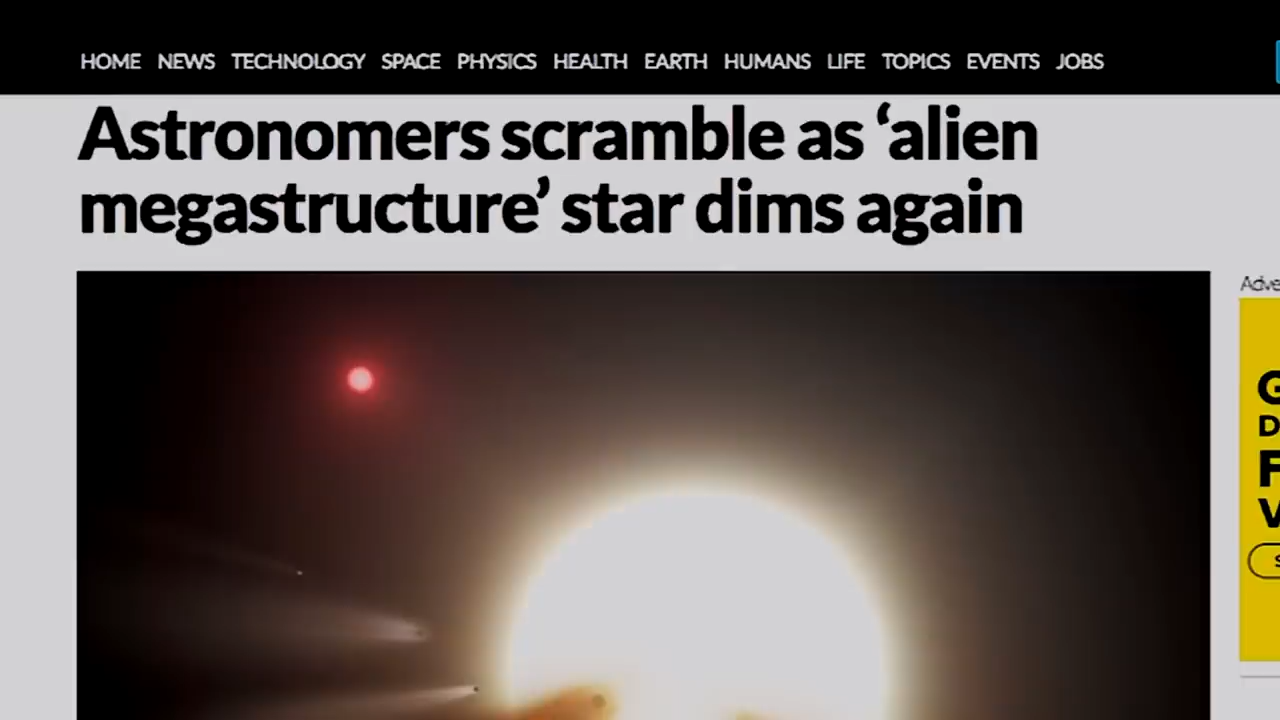 HOME NEWS TECHNOLOGY SPACE PHYSICS HEALTH EARTH HUMANS LIFE TOPICS EVENTS JOBS
Astronomers scramble as ‘alien
megastructure’ star dims again